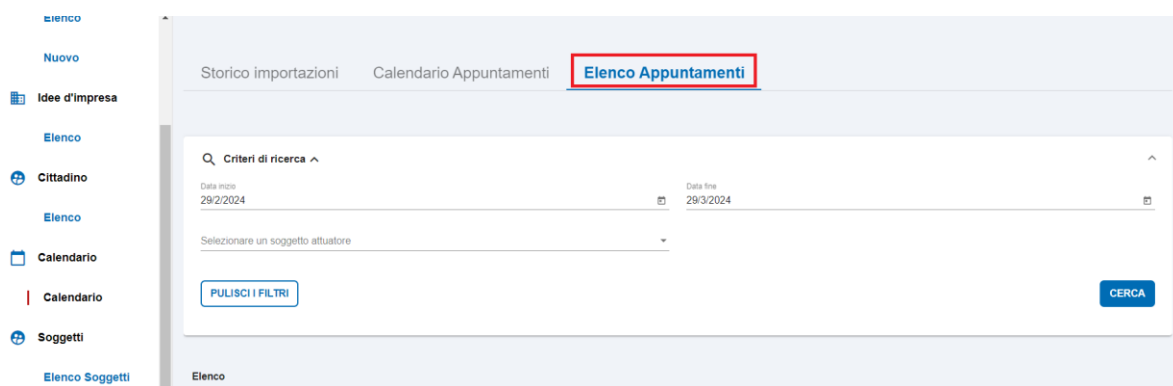 Elenco
Nuovo
Idee d'impresa
Elenco
Cittadino
Elenco
Calendario
Calendario
Soggetti
Elenco Soggetti
Storico importazioni Calendario Appuntamenti Elenco Appuntamenti
Criteri di ricerca
Data inizio Data fine
29/2/2024 29/3/2024
Selezionare un soggetto attuatore
PULISCI I FILTRI CERCA
Elenco